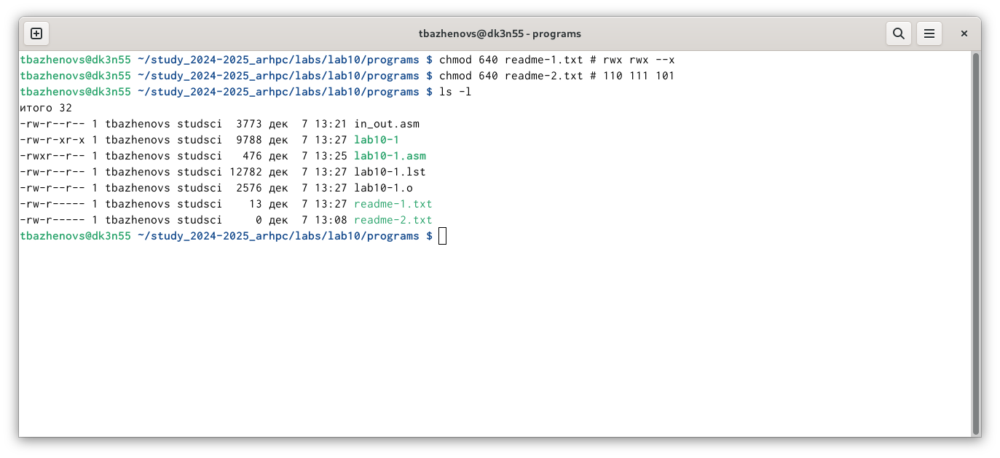 tbazhenovs@dk3n55 - programs
tbazhenovs@dk3n55 ~/study_2024-2025_arhpc/labs/lab10/programs $ chmod 640 readme-1.txt # rwx rwx --x
tbazhenovs@dk3n55 ~/study_2024-2025_arhpc/labs/lab10/programs $ chmod 640 readme-2.txt # 110 111 101
tbazhenovs@dk3n55 ~/study_2024-2025_arhpc/labs/lab10/programs $ ls -l
итого 32
-rw-r--r-- 1 tbazhenovs studsci  3773 дек  7 13:21 in_out.asm
-rw-r-xr-x 1 tbazhenovs studsci  9788 дек  7 13:27 lab10-1
-rwxr--r-- 1 tbazhenovs studsci   476 дек  7 13:25 lab10-1.asm
-rw-r--r-- 1 tbazhenovs studsci 12782 дек  7 13:27 lab10-1.lst
-rw-r--r-- 1 tbazhenovs studsci  2576 дек  7 13:27 lab10-1.o
-rw-r----- 1 tbazhenovs studsci    13 дек  7 13:27 readme-1.txt
-rw-r----- 1 tbazhenovs studsci     0 дек  7 13:08 readme-2.txt
tbazhenovs@dk3n55 ~/study_2024-2025_arhpc/labs/lab10/programs $